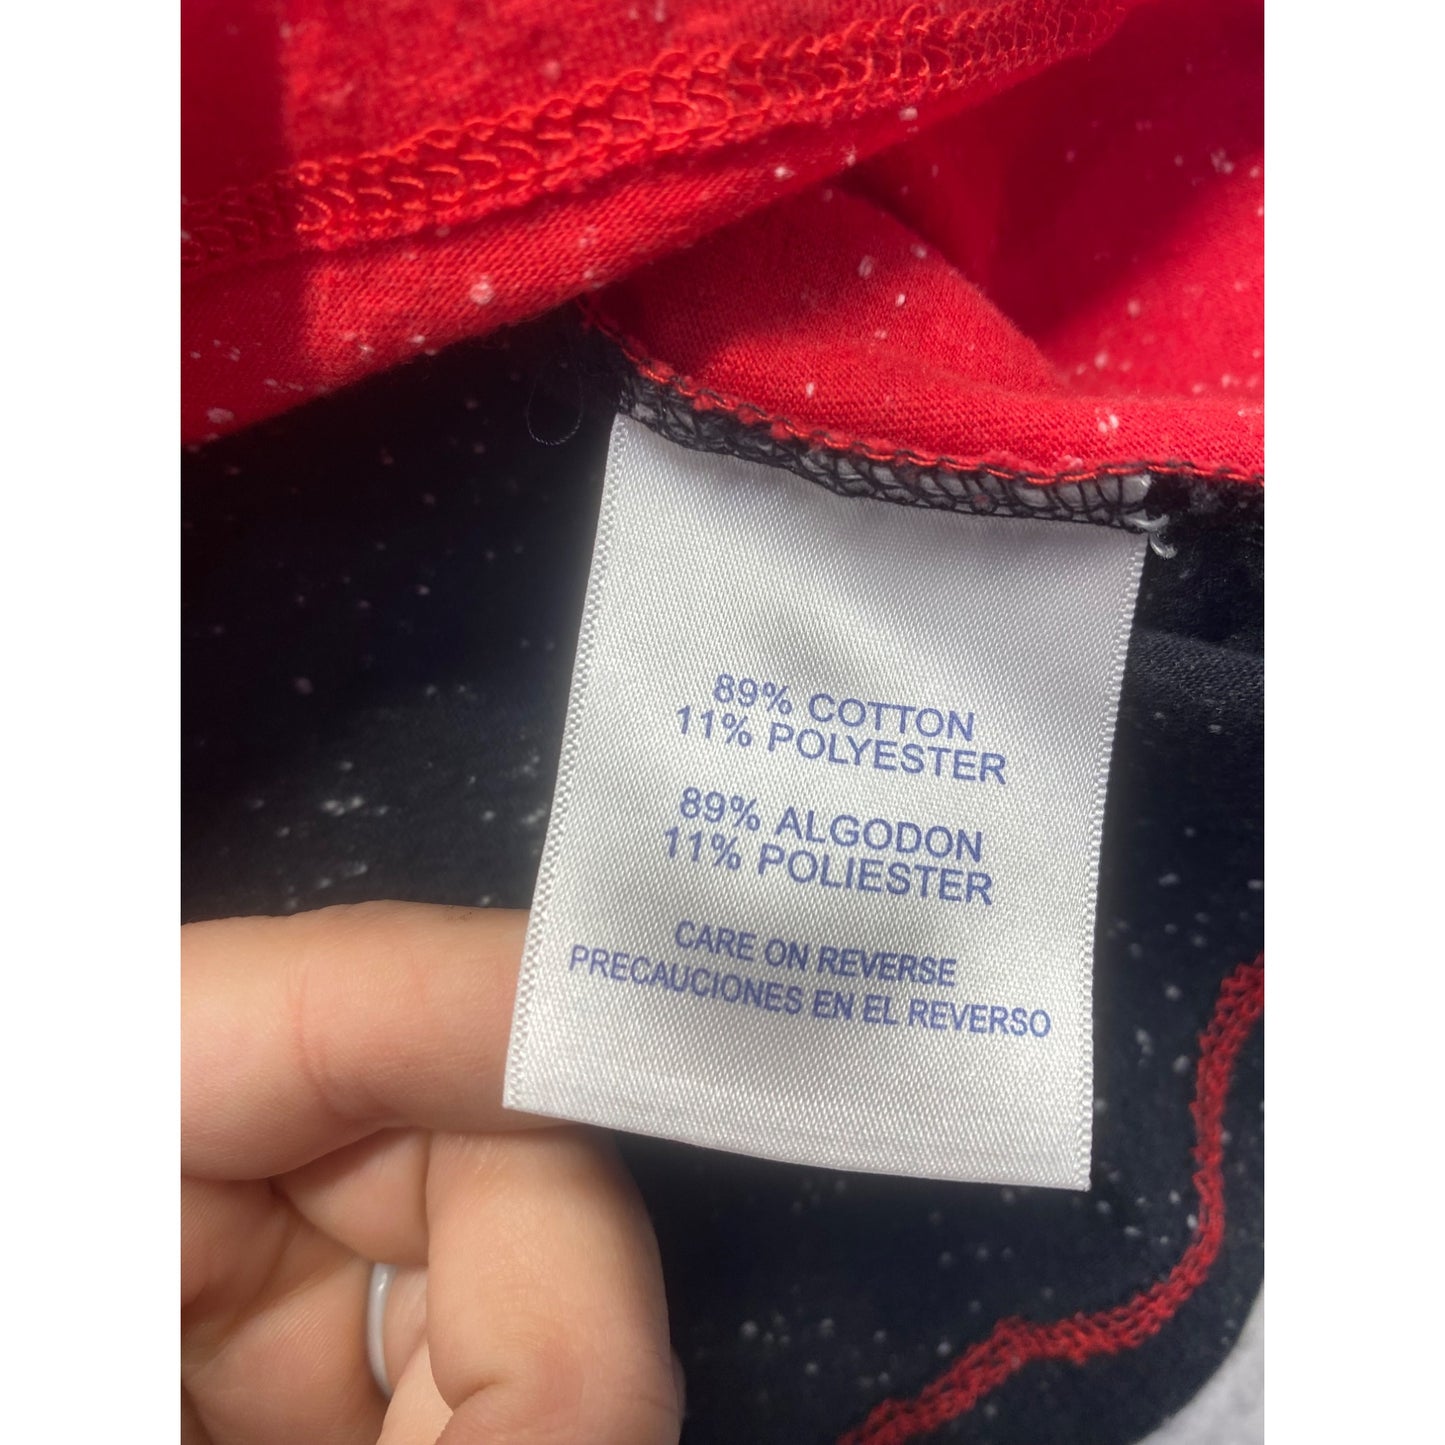 89% COTTON
11% POLYESTER
89% ALGODON
11% POLIESTER
CARE ON REVERSE
PRECAUCIONES EN EL REVERSO